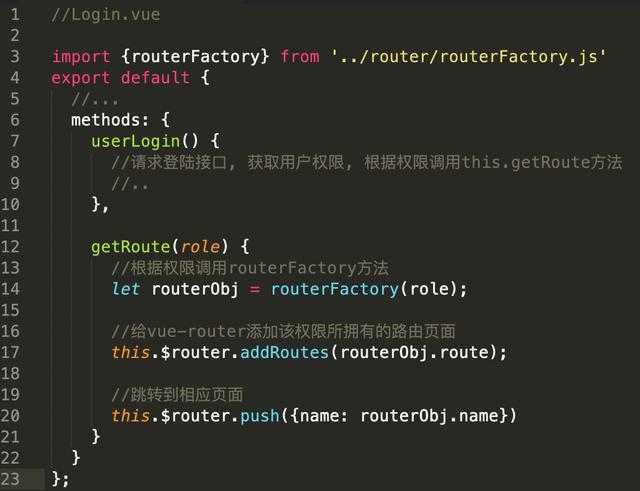 1 //Login.vue
2
3 import {routerFactory} from '../router/routerFactory.js'
4 export default {
5   //...
6   methods: {
7     userLogin() {
8       //请求登陆接口, 获取用户权限, 根据权限调用this.getRoute方法
9       //..
10     },
11
12     getRoute(role) {
13       //根据权限调用routerFactory方法
14       let routerObj = routerFactory(role);
15
16       //给vue-router添加该权限所拥有的路由页面
17       this.$router.addRoutes(routerObj.route);
18
19       //跳转到相应页面
20       this.$router.push({name: routerObj.name})
21     }
22   }
23 };